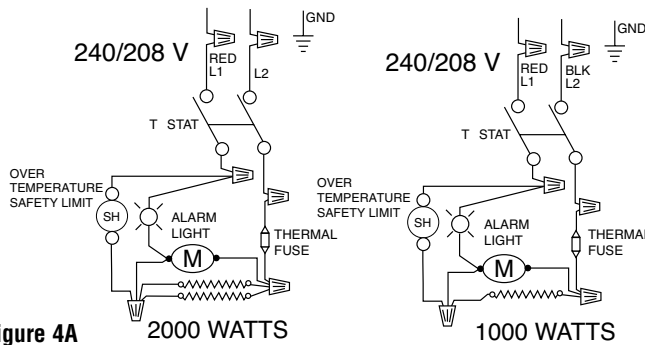 GND
240/208 V
RED
L1
L2
T STAT
OVER
TEMPERATURE
SAFETY LIMIT
SH
ALARM
LIGHT
THERMAL
FUSE
M
2000 WATTS
GND
240/208 V
RED
L1
BLK
L2
T STAT
OVER
TEMPERATURE
SAFETY LIMIT
SH
ALARM
LIGHT
THERMAL
FUSE
M
1000 WATTS
igure 4A